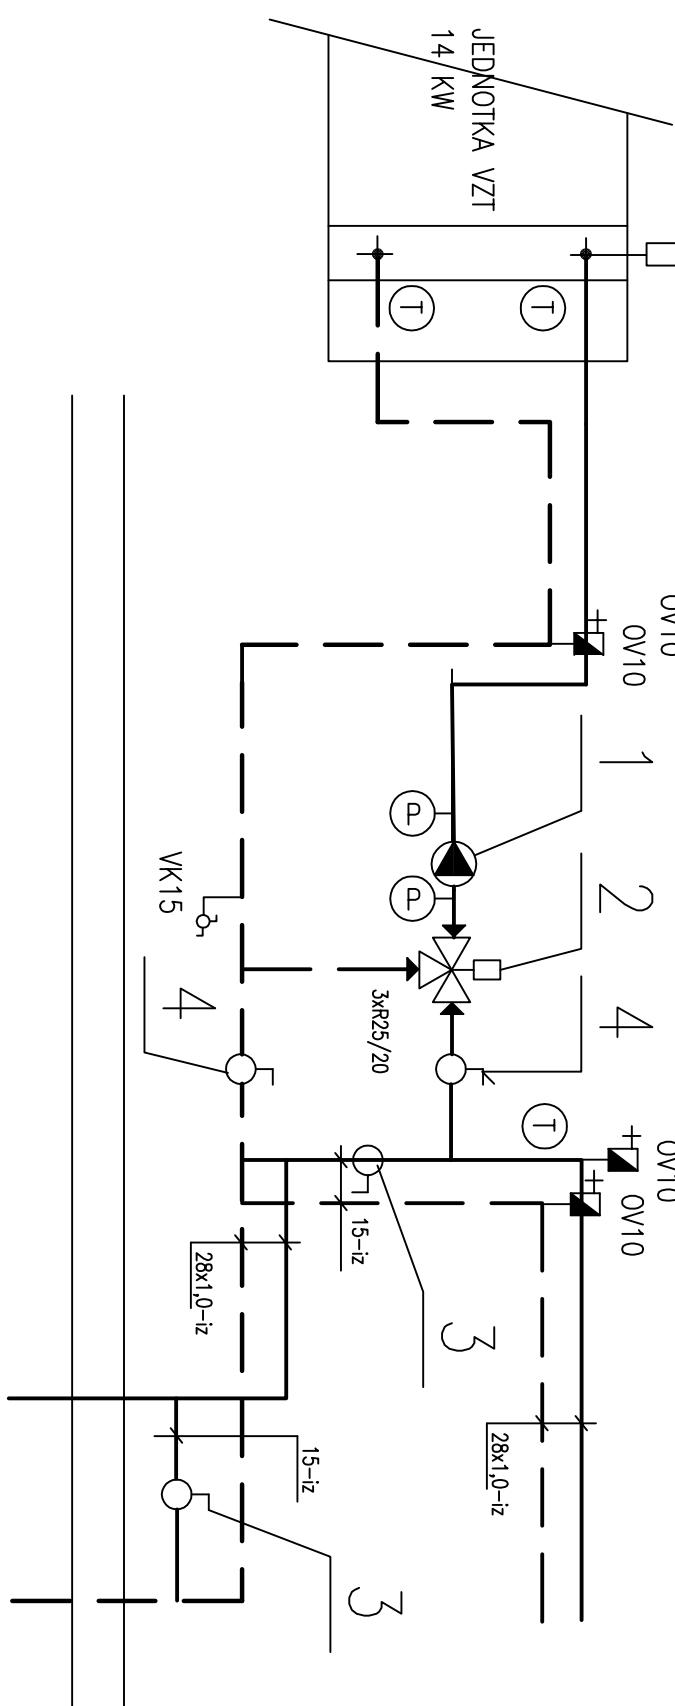 JEDNOTKA VZT
14 KW
T
T
OV10
OV10
1
P
P
2
VK15
4
3xR25/20
4
T
OV10
OV10
15-iz
28x1,0-iz
3
28x1,0-iz
15-iz
3